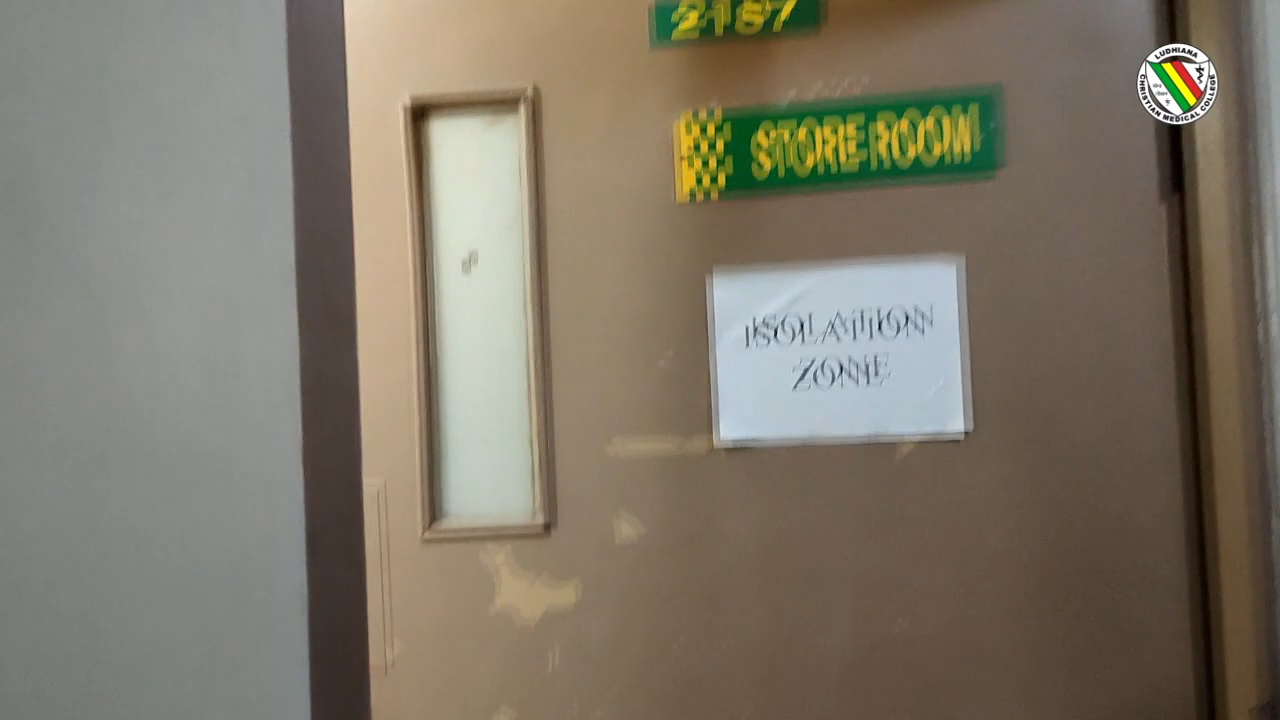 2187
STORE ROOM
ISOLATION
ZONE
LUDHIANA
CHRISTIAN MEDICAL COLLEGE